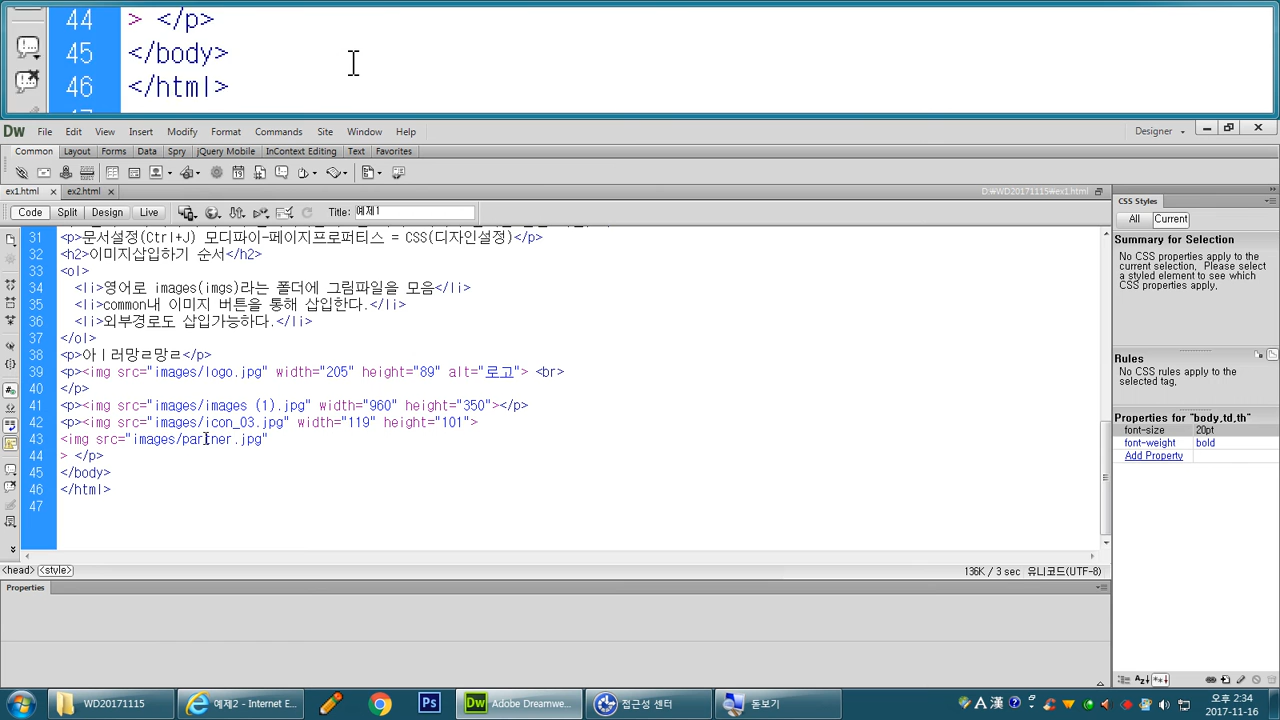 44 > </p>
45 </body>
46 </html>
Dw File Edit View Insert Modify Format Commands Site Window Help Designer
Common Layout Forms Data Spry jQuery Mobile InContext Editing Text Favorites
ex1.html × ex2.html × D:\WD20171115\ex1.html
Code Split Design Live Title: 예제1
CSS Styles
All Current
Summary for Selection
No CSS properties apply to the
current selection. Please select
a styled element to see which
CSS properties apply.
31 <p>문서설정(Ctrl+J) 모디파이-페이지프로퍼티스 = CSS(디자인설정)</p>
32 <h2>이미지삽입하기 순서</h2>
33 <ol>
34 <li>영어로 images(imgs)라는 폴더에 그림파일을 모음</li>
35 <li>common내 이미지 버튼을 통해 삽입한다.</li>
36 <li>외부경로도 삽입가능하다.</li>
37 </ol>
38 <p>아ㅣ러망ㄹ망ㄹ</p>
39 <p><img src="images/logo.jpg" width="205" height="89" alt="로고"> <br>
40 </p>
41 <p><img src="images/images (1).jpg" width="960" height="350"></p>
42 <p><img src="images/icon_03.jpg" width="119" height="101">
43 <img src="images/partner.jpg"
44 > </p>
45 </body>
46 </html>
47
Rules
No CSS rules apply to the
selected tag.
Properties for "body,td,th"
font-size 20pt
font-weight bold
Add Property
<head> <style> 136K / 3 sec 유니코드(UTF-8)
Properties
WD20171115 예제2 - Internet E... Ps Dw Adobe Dreamwe... 접근성 센터 돋보기 A 漢 오후 2:34
2017-11-16